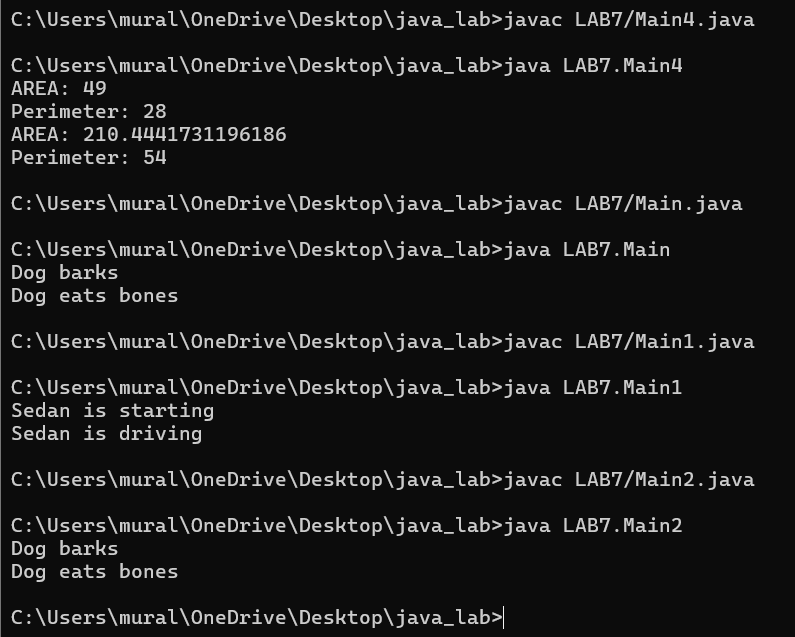 C:\Users\mural\OneDrive\Desktop\java_lab>javac LAB7/Main4.java
C:\Users\mural\OneDrive\Desktop\java_lab>java LAB7.Main4
AREA: 49
Perimeter: 28
AREA: 210.4441731196186
Perimeter: 54
C:\Users\mural\OneDrive\Desktop\java_lab>javac LAB7/Main.java
C:\Users\mural\OneDrive\Desktop\java_lab>java LAB7.Main
Dog barks
Dog eats bones
C:\Users\mural\OneDrive\Desktop\java_lab>javac LAB7/Main1.java
C:\Users\mural\OneDrive\Desktop\java_lab>java LAB7.Main1
Sedan is starting
Sedan is driving
C:\Users\mural\OneDrive\Desktop\java_lab>javac LAB7/Main2.java
C:\Users\mural\OneDrive\Desktop\java_lab>java LAB7.Main2
Dog barks
Dog eats bones
C:\Users\mural\OneDrive\Desktop\java_lab>